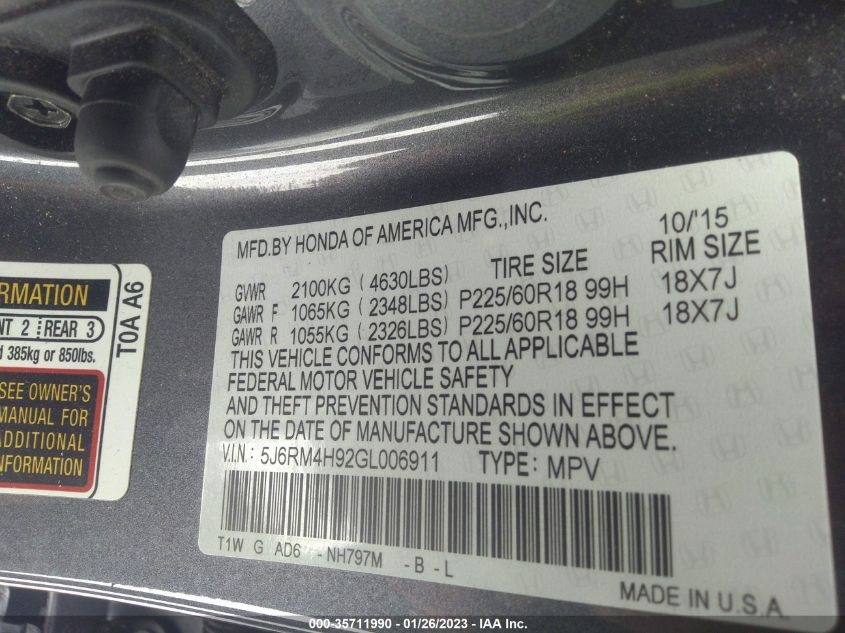 MFD.BY HONDA OF AMERICA MFG.,INC. 10/'15
TIRE SIZE RIM SIZE
GVWR 2100KG (4630LBS)
GAWR F 1065KG (2348LBS) P225/60R18 99H 18X7J
GAWR R 1055KG (2326LBS) P225/60R18 99H 18X7J
THIS VEHICLE CONFORMS TO ALL APPLICABLE
FEDERAL MOTOR VEHICLE SAFETY
AND THEFT PREVENTION STANDARDS IN EFFECT
ON THE DATE OF MANUFACTURE SHOWN ABOVE.
V.I.N: 5J6RM4H92GL006911 TYPE: MPV
T1W G AD6 -NH797M -B-L
MADE IN U.S.A.
REAR 3
385kg or 850lbs.
SEE OWNER'S
MANUAL FOR
ADDITIONAL
INFORMATION
T0A A6
000-35711990 - 01/26/2023 - IAA Inc.